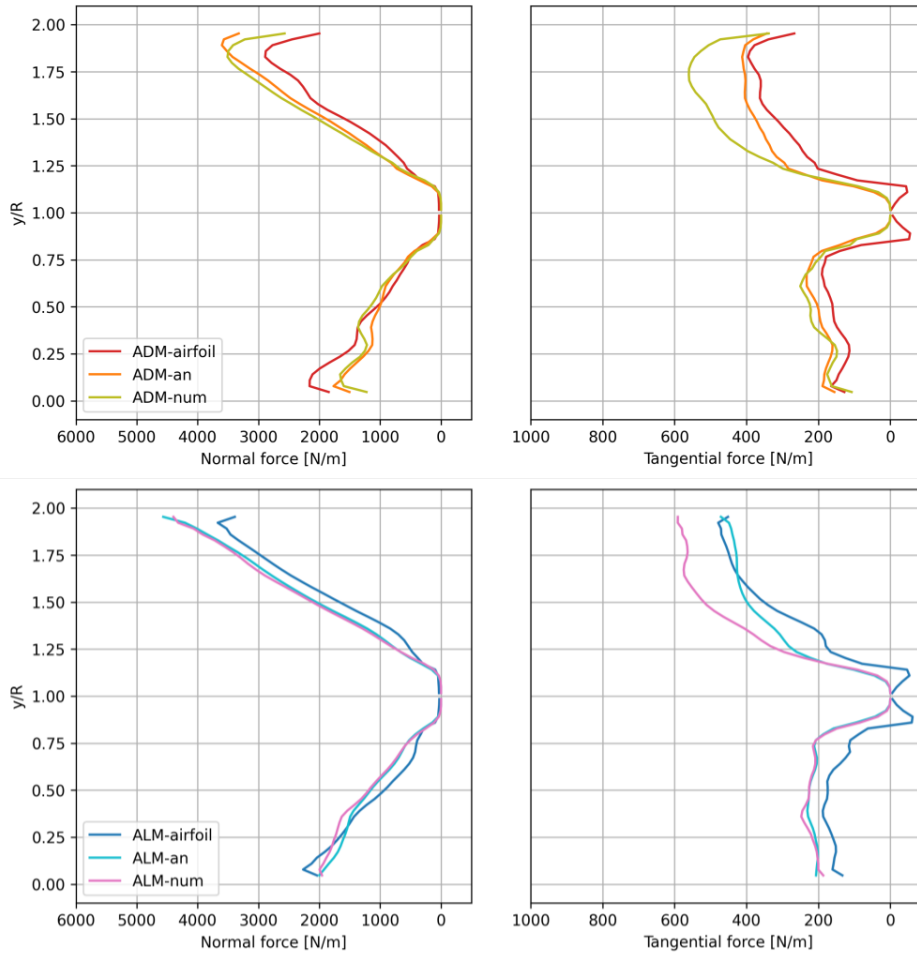 2.00
1.75
1.50
1.25
1.00
0.75
0.50
0.25
0.00
y/R
ADM-airfoil
ADM-an
ADM-num
6000 5000 4000 3000 2000 1000 0
Normal force [N/m]
1000 800 600 400 200 0
Tangential force [N/m]
2.00
1.75
1.50
1.25
1.00
0.75
0.50
0.25
0.00
y/R
ALM-airfoil
ALM-an
ALM-num
6000 5000 4000 3000 2000 1000 0
Normal force [N/m]
1000 800 600 400 200 0
Tangential force [N/m]